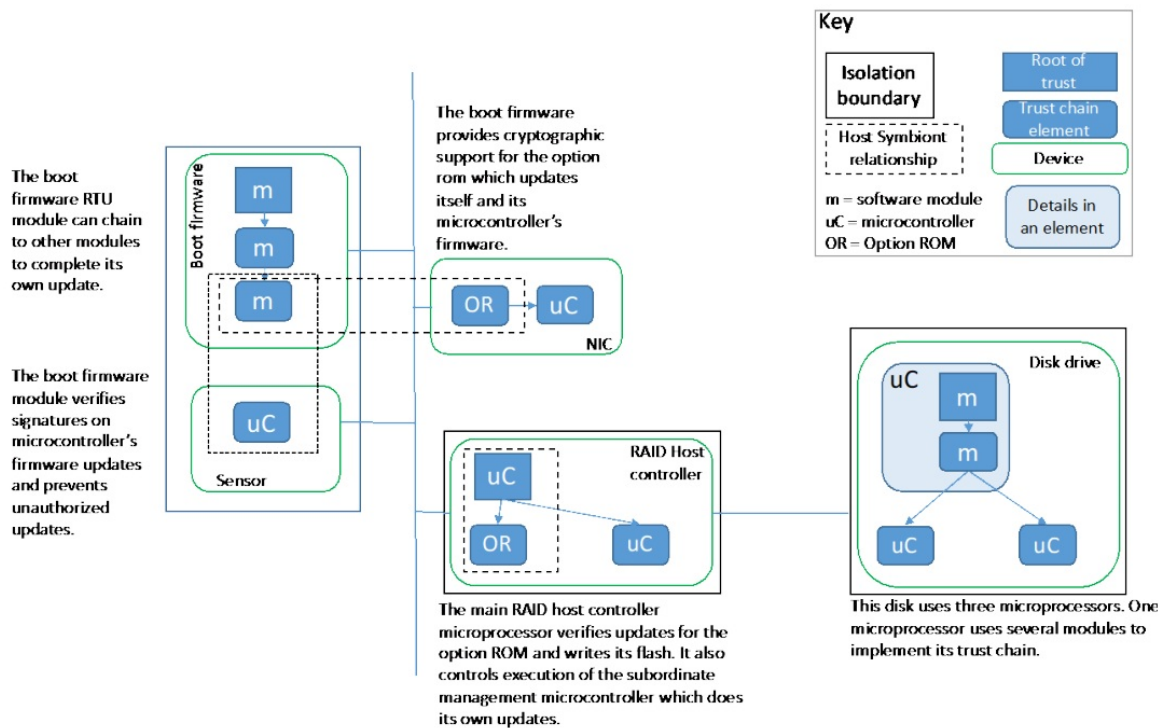 The boot
firmware RTU
module can chain
to other modules
to complete its
own update.
The boot firmware
module verifies
signatures on
microcontroller's
firmware updates
and prevents
unauthorized
updates.
Boot firmware
m
m
m
uC
Sensor
The boot firmware
provides cryptographic
support for the option
rom which updates
itself and its
microcontroller's
firmware.
OR
uC
NIC
RAID Host
controller
uC
OR
uC
The main RAID host controller
microprocessor verifies updates for the
option ROM and writes its flash. It also
controls execution of the subordinate
management microcontroller which does
its own updates.
Key
Isolation
boundary
Root of
trust
Trust chain
element
Host Symbiont
relationship
Device
m = software module
uC = microcontroller
OR = Option ROM
Details in
an element
Disk drive
uC
m
m
uC
uC
This disk uses three microprocessors. One
microprocessor uses several modules to
implement its trust chain.